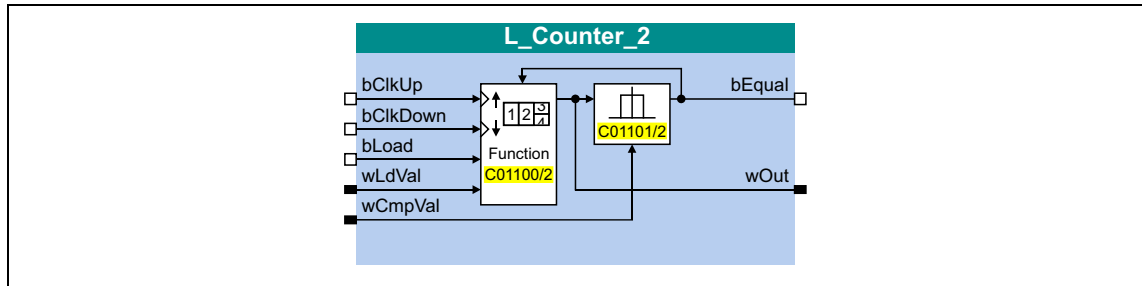 L_Counter_2
bClkUp
bEqual
bClkDown
1 2 3 4
C01101/2
bLoad
Function
wLdVal
C01100/2
wOut
wCmpVal